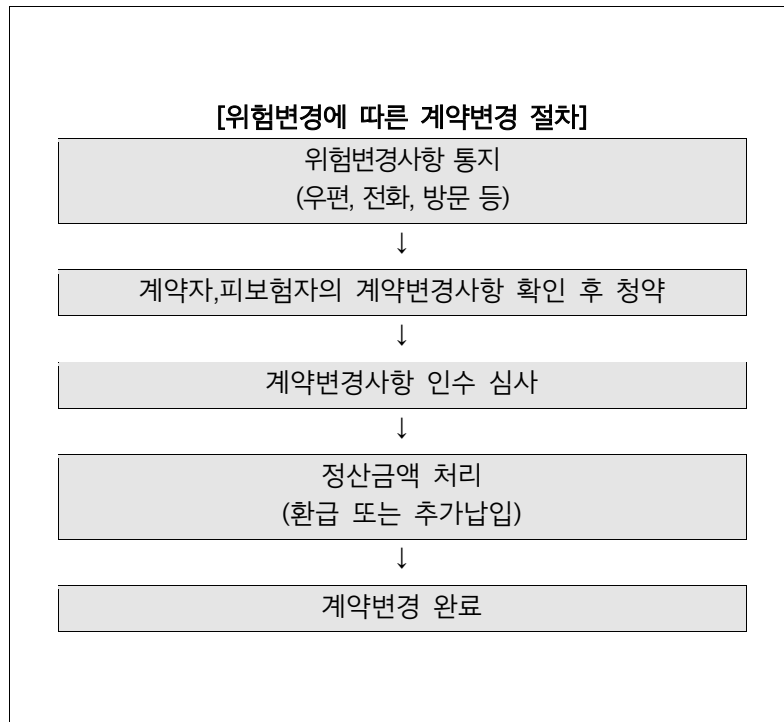 [위험변경에 따른 계약변경 절차]
위험변경사항 통지
(우편, 전화, 방문 등)
↓
계약자,피보험자의 계약변경사항 확인 후 청약
↓
계약변경사항 인수 심사
↓
정산금액 처리
(환급 또는 추가납입)
↓
계약변경 완료